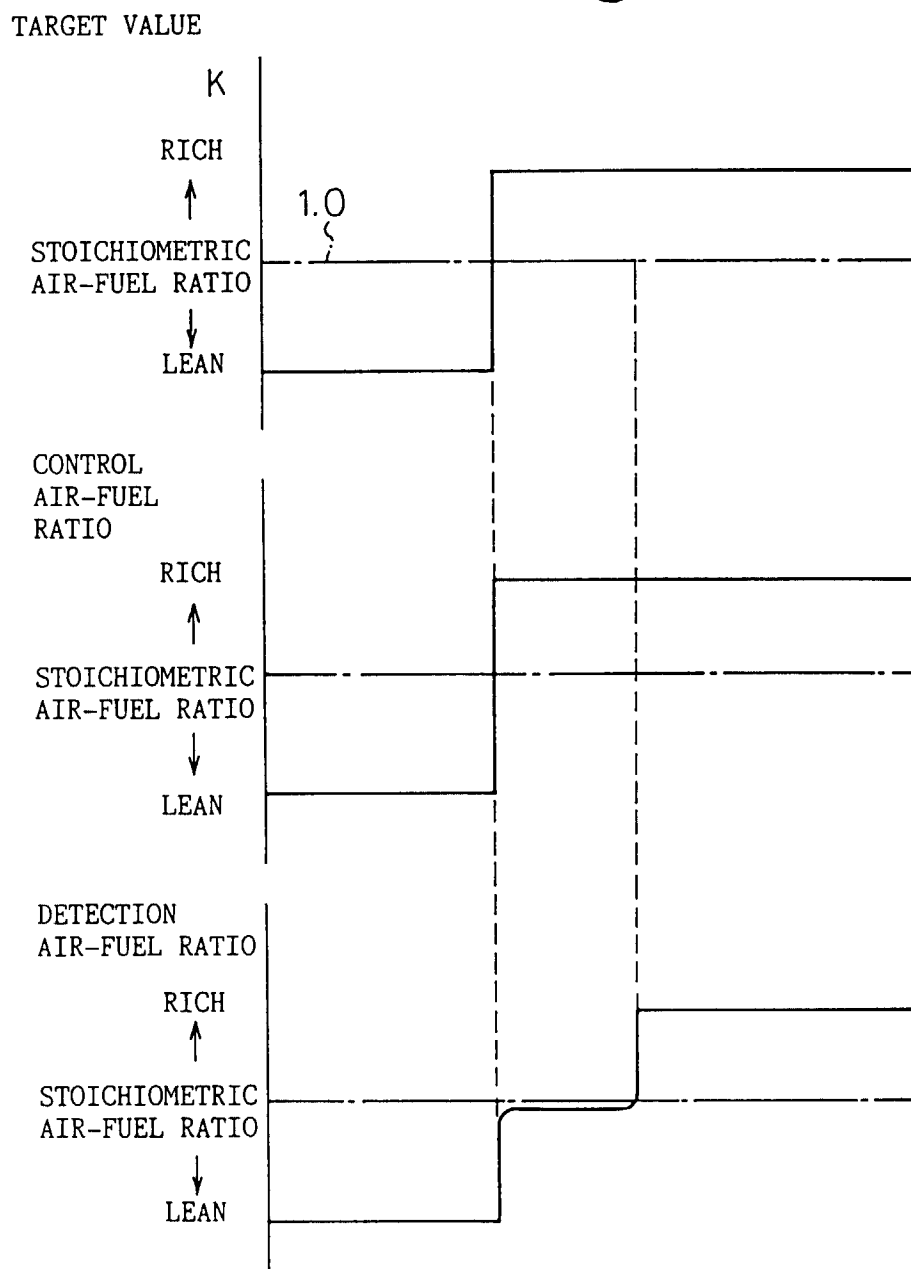 TARGET VALUE
K
RICH
1.0
STOICHIOMETRIC
AIR-FUEL RATIO
LEAN
CONTROL
AIR-FUEL
RATIO
RICH
STOICHIOMETRIC
AIR-FUEL RATIO
LEAN
DETECTION
AIR-FUEL RATIO
RICH
STOICHIOMETRIC
AIR-FUEL RATIO
LEAN